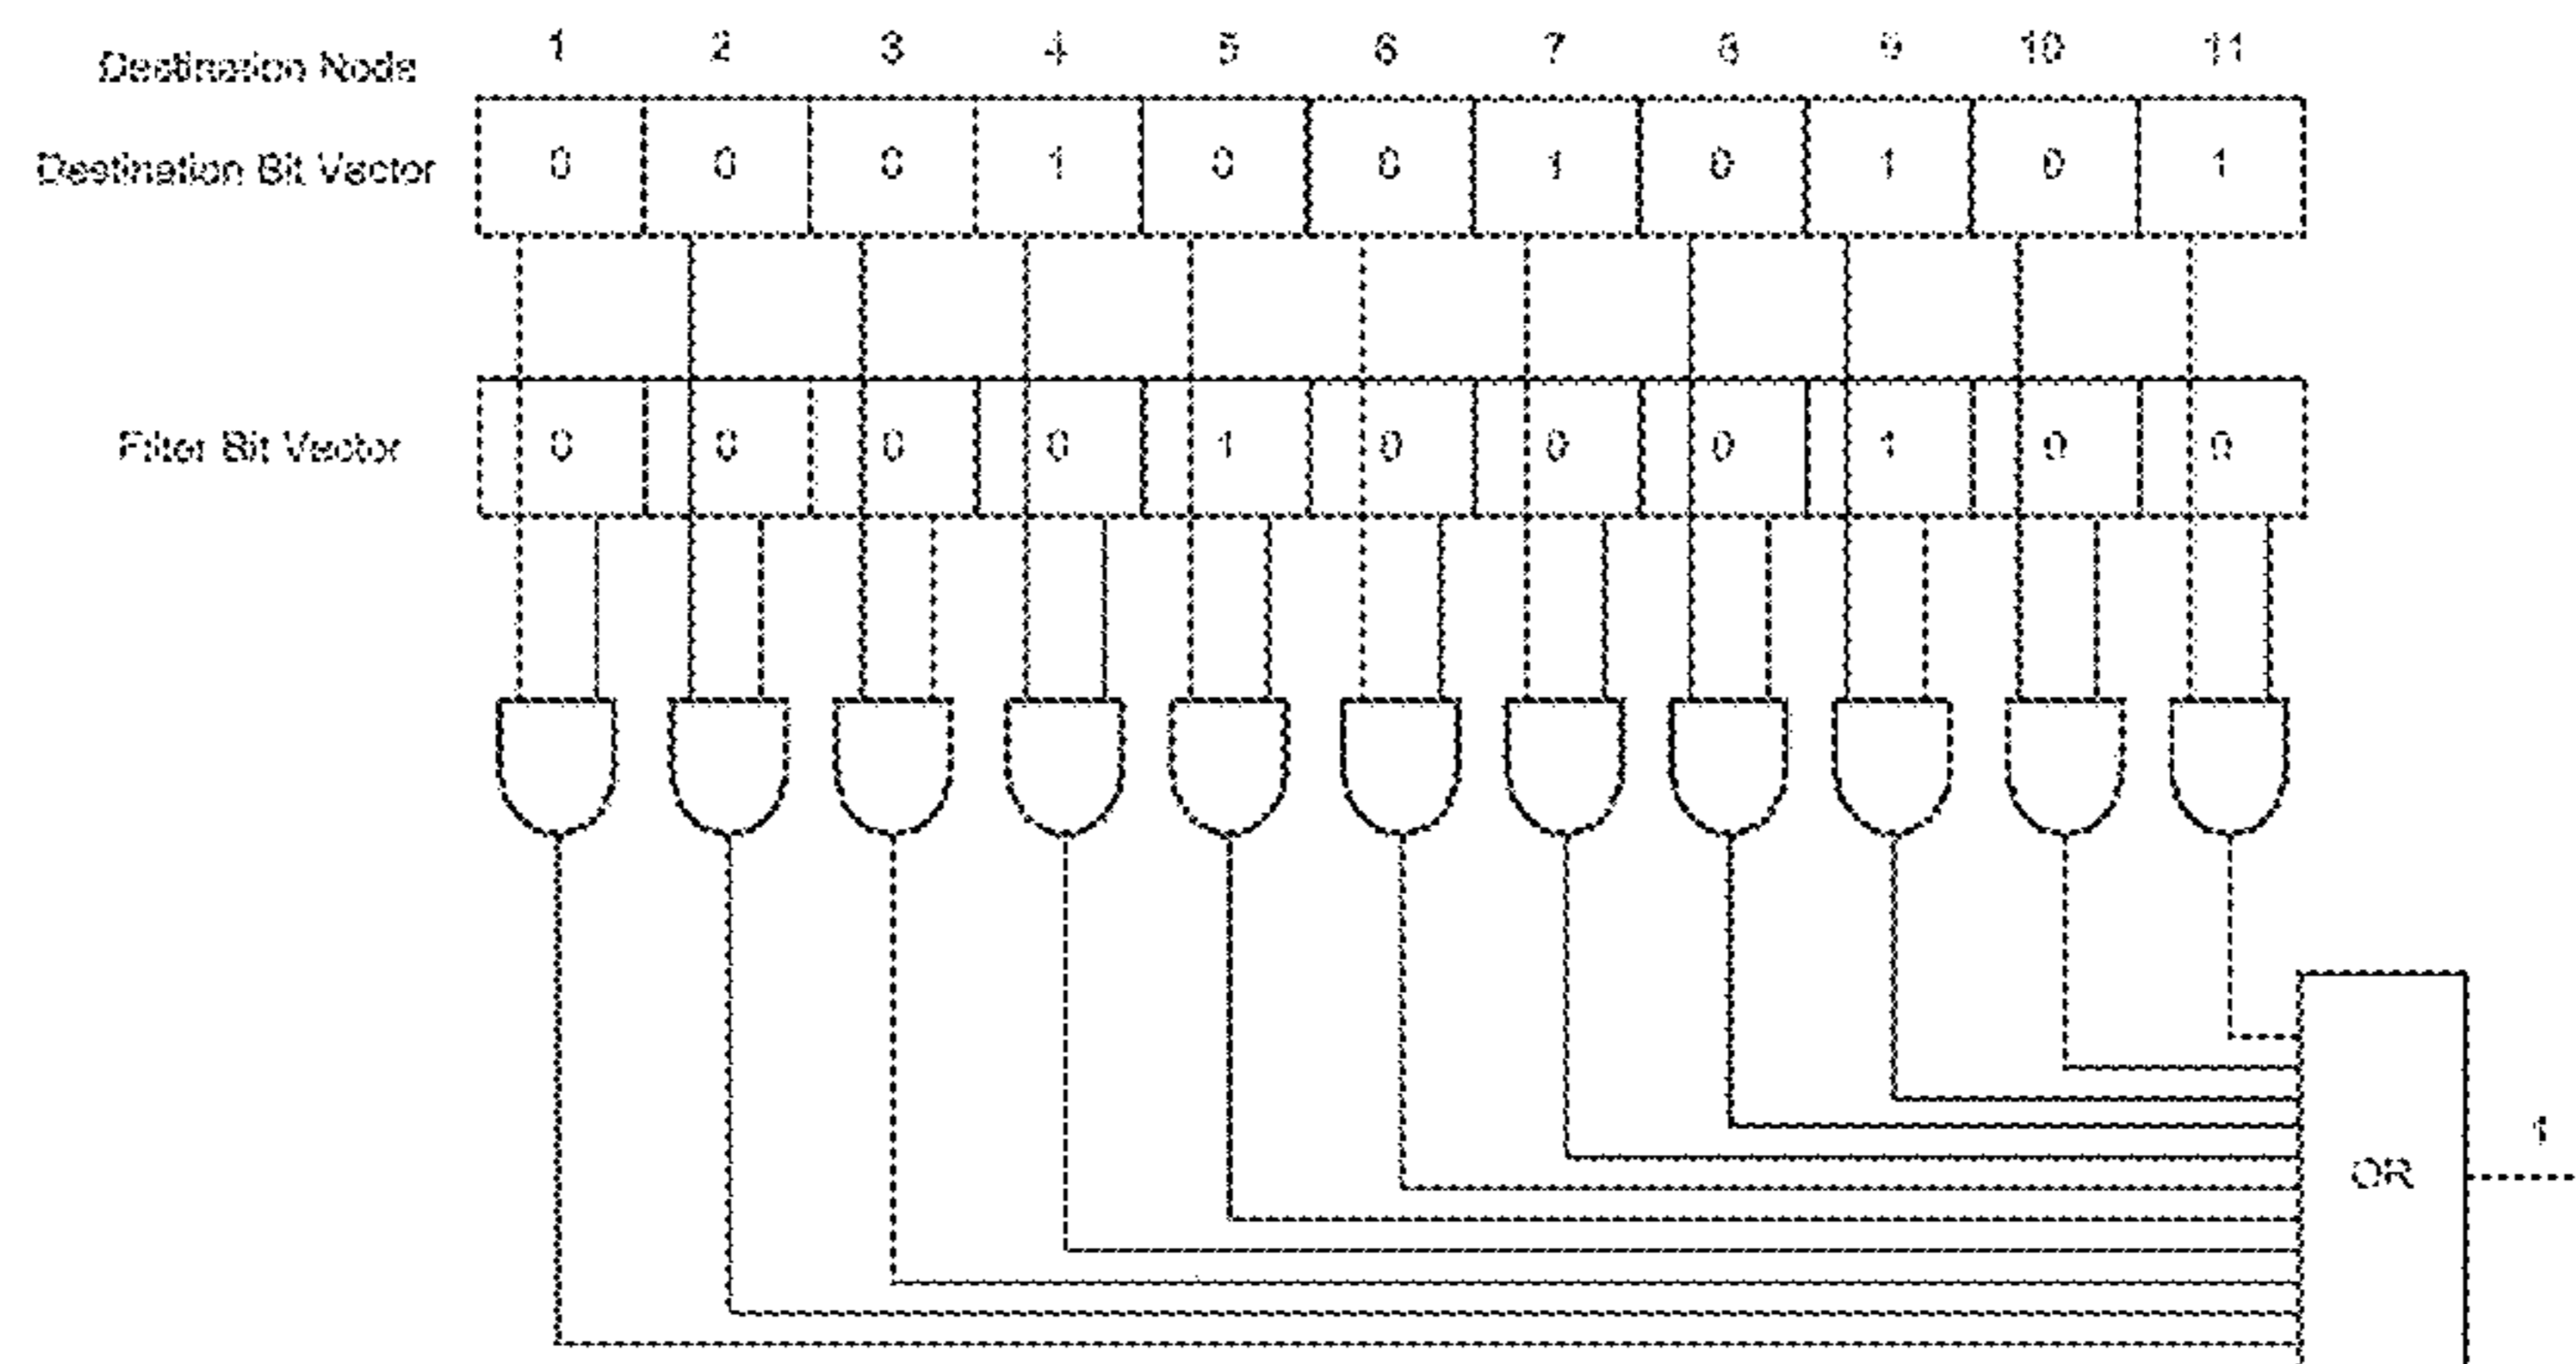 Destination Node 1 2 3 4 5 6 7 8 9 10 11
Destination Bit Vector 0 0 0 1 0 0 1 0 1 0 1
Filter Bit Vector 0 0 0 0 1 0 0 0 1 0 0
1
OR